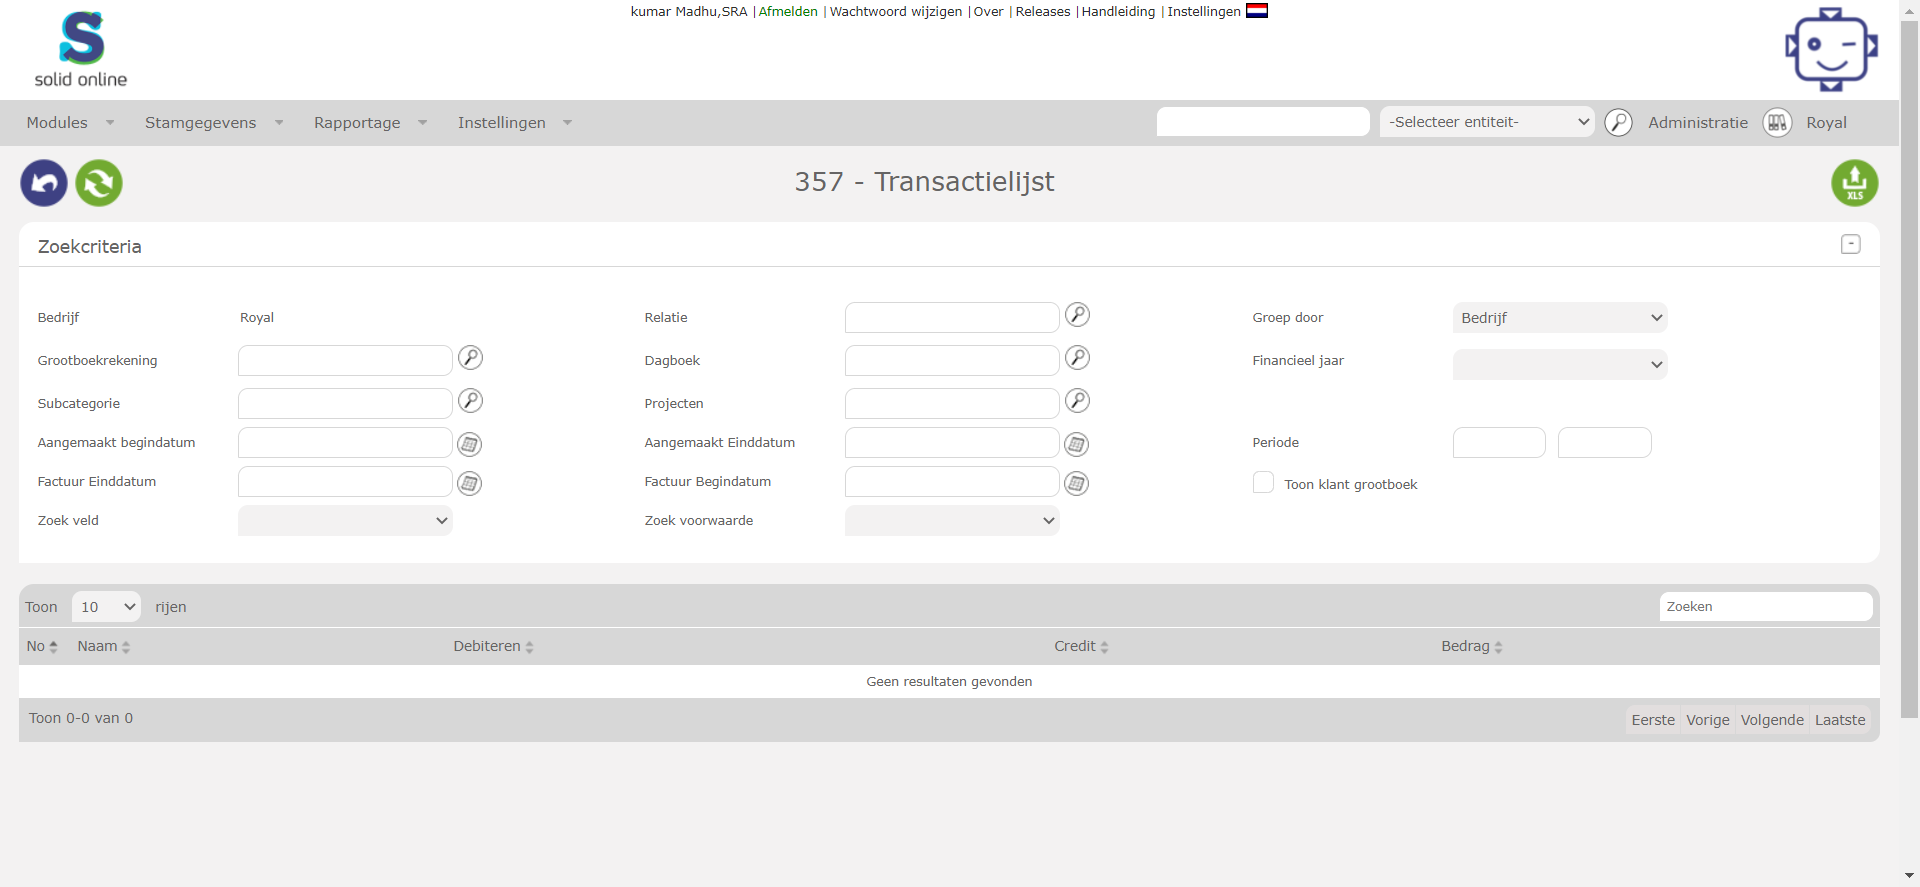 kumar Madhu,SRA |Afmelden |Wachtwoord wijzigen |Over |Releases |Handleiding |Instellingen
solid online
Modules Stamgegevens Rapportage Instellingen -Selecteer entiteit- Administratie Royal
357 - Transactielijst
XLS
Zoekcriteria -
Bedrijf Royal Relatie Groep door Bedrijf
Grootboekrekening Dagboek Financieel jaar
Subcategorie Projecten
Aangemaakt begindatum Aangemaakt Einddatum Periode
Factuur Einddatum Factuur Begindatum Toon klant grootboek
Zoek veld Zoek voorwaarde
Toon 10 rijen Zoeken
No Naam Debiteren Credit Bedrag
Geen resultaten gevonden
Toon 0-0 van 0 Eerste Vorige Volgende Laatste